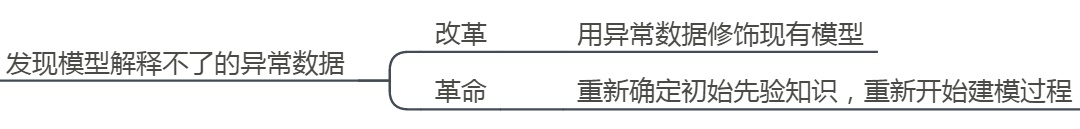 发现模型解释不了的异常数据
改革 用异常数据修饰现有模型
革命 重新确定初始先验知识，重新开始建模过程